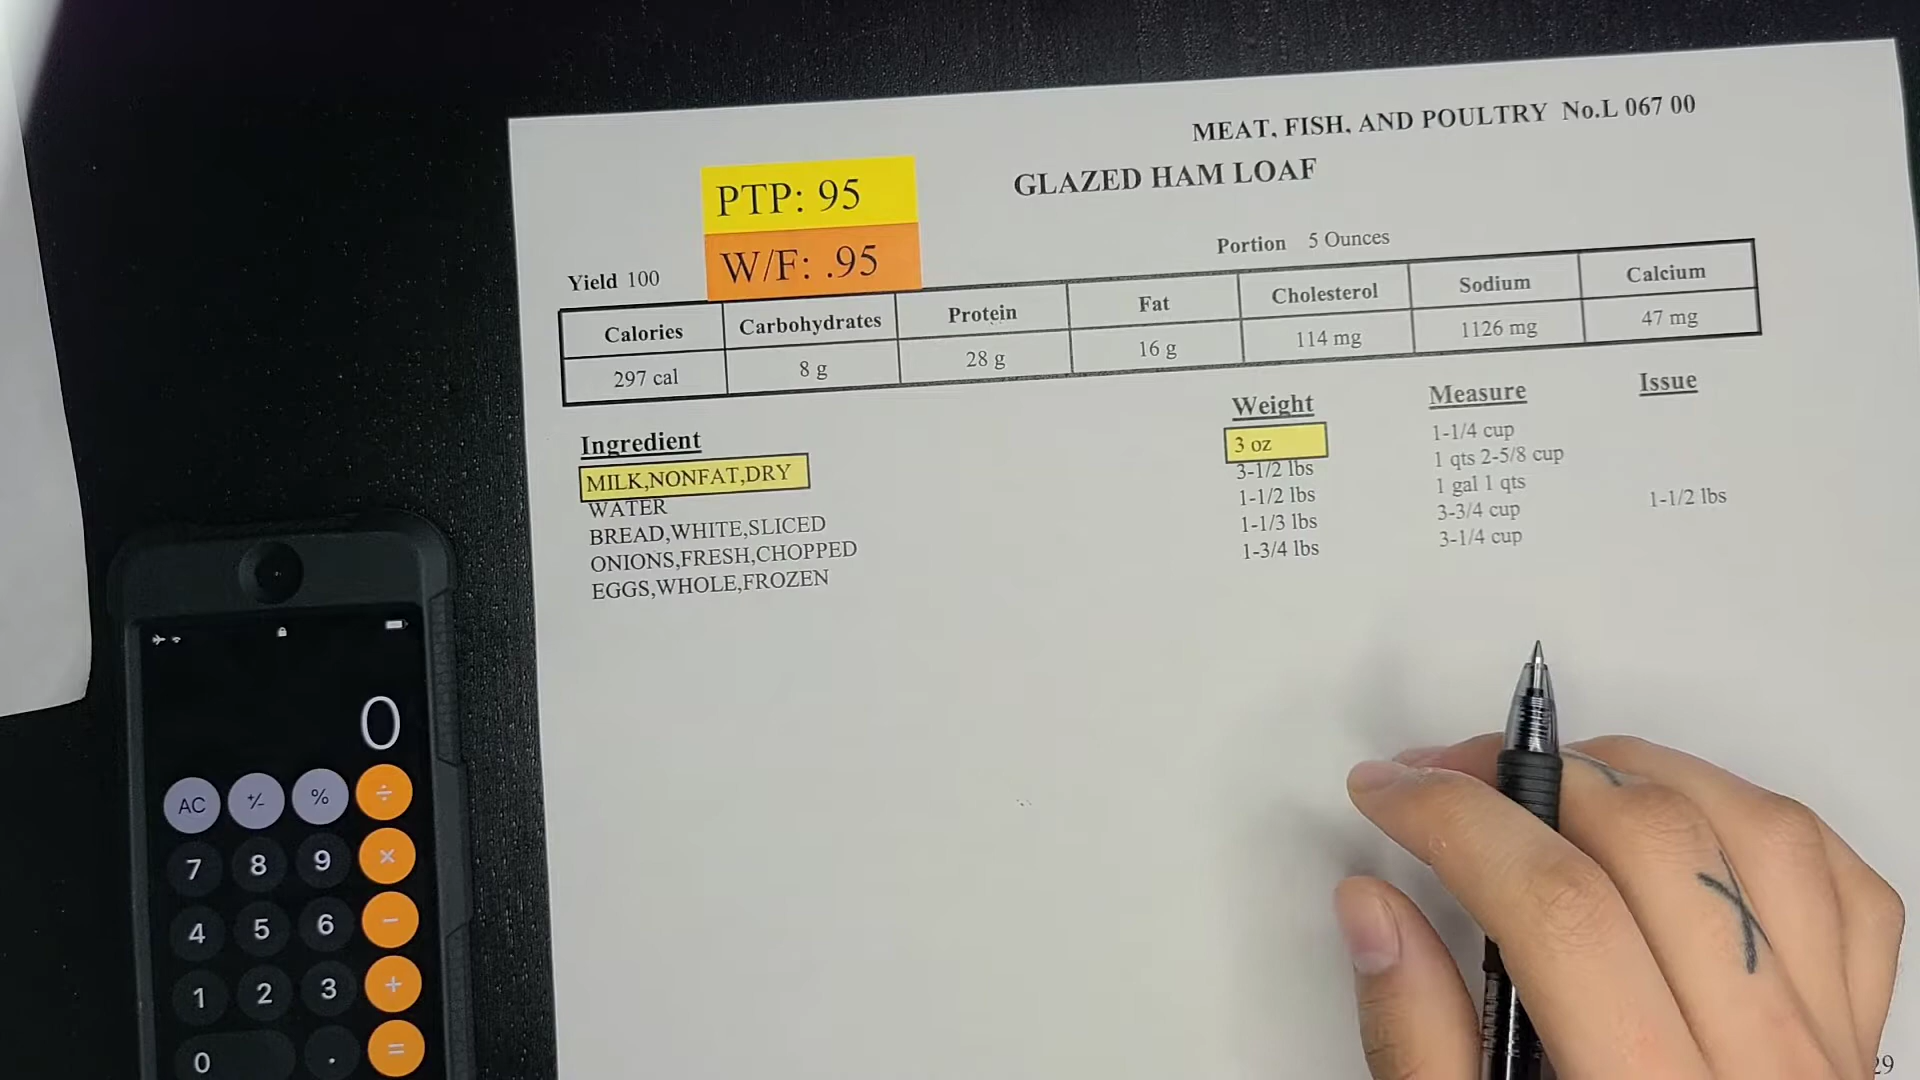 MEAT, FISH, AND POULTRY No.L 067 00
GLAZED HAM LOAF
PTP: 95
W/F: .95
Yield 100
Portion 5 Ounces
Calories Carbohydrates Protein Fat Cholesterol Sodium Calcium
297 cal 8 g 28 g 16 g 114 mg 1126 mg 47 mg
Ingredient Weight Measure Issue
MILK,NONFAT,DRY 3 oz 1-1/4 cup
WATER 3-1/2 lbs 1 qts 2-5/8 cup
BREAD,WHITE,SLICED 1-1/2 lbs 1 gal 1 qts
ONIONS,FRESH,CHOPPED 1-1/3 lbs 3-3/4 cup 1-1/2 lbs
EGGS,WHOLE,FROZEN 1-3/4 lbs 3-1/4 cup
0
AC +/- % ÷
7 8 9 ×
4 5 6 −
1 2 3 +
0 . =
29